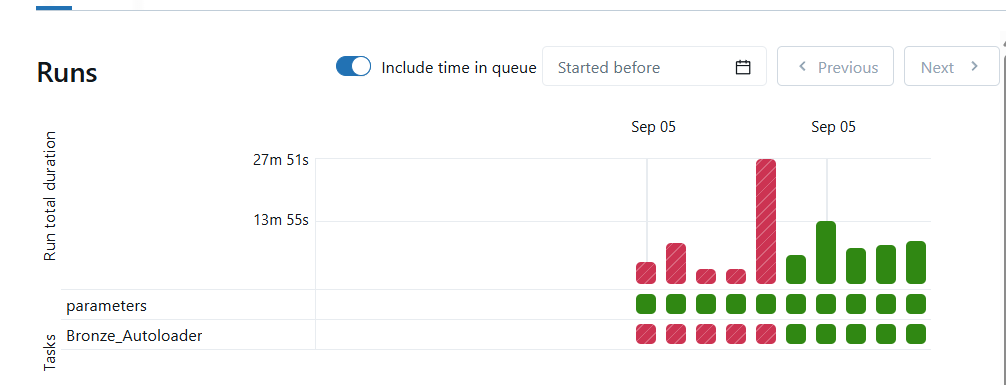 Runs
Include time in queue
Started before
Previous
Next
Run total duration
Sep 05
Sep 05
27m 51s
13m 55s
parameters
Tasks
Bronze_Autoloader